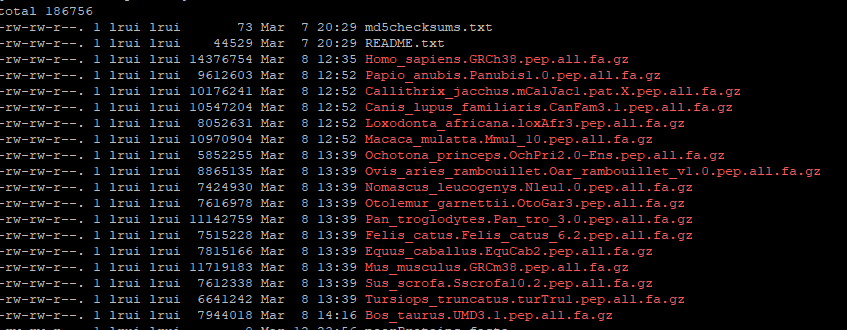 total 186756
-rw-rw-r--. 1 lrui lrui 73 Mar 7 20:29 md5checksums.txt
-rw-rw-r--. 1 lrui lrui 44529 Mar 7 20:29 README.txt
-rw-rw-r--. 1 lrui lrui 14376754 Mar 8 12:35 Homo_sapiens.GRCh38.pep.all.fa.gz
-rw-rw-r--. 1 lrui lrui 9612603 Mar 8 12:52 Papio_anubis.Panubis1.0.pep.all.fa.gz
-rw-rw-r--. 1 lrui lrui 10176241 Mar 8 12:52 Callithrix_jacchus.mCalJac1.pat.X.pep.all.fa.gz
-rw-rw-r--. 1 lrui lrui 10547204 Mar 8 12:52 Canis_lupus_familiaris.CanFam3.1.pep.all.fa.gz
-rw-rw-r--. 1 lrui lrui 8052631 Mar 8 12:52 Loxodonta_africana.loxAfr3.pep.all.fa.gz
-rw-rw-r--. 1 lrui lrui 10970904 Mar 8 12:52 Macaca_mulatta.Mmul_10.pep.all.fa.gz
-rw-rw-r--. 1 lrui lrui 5852255 Mar 8 13:39 Ochotona_princeps.OchPri2.0-Ens.pep.all.fa.gz
-rw-rw-r--. 1 lrui lrui 8865135 Mar 8 13:39 Ovis_aries_rambouillet.Oar_rambouillet_v1.0.pep.all.fa.gz
-rw-rw-r--. 1 lrui lrui 7424930 Mar 8 13:39 Nomascus_leucogenys.Nleu1.0.pep.all.fa.gz
-rw-rw-r--. 1 lrui lrui 7616978 Mar 8 13:39 Otolemur_garnettii.OtoGar3.pep.all.fa.gz
-rw-rw-r--. 1 lrui lrui 11142759 Mar 8 13:39 Pan_troglodytes.Pan_tro_3.0.pep.all.fa.gz
-rw-rw-r--. 1 lrui lrui 7515228 Mar 8 13:39 Felis_catus.Felis_catus_6.2.pep.all.fa.gz
-rw-rw-r--. 1 lrui lrui 7815166 Mar 8 13:39 Equus_caballus.EquCab2.pep.all.fa.gz
-rw-rw-r--. 1 lrui lrui 11719183 Mar 8 13:39 Mus_musculus.GRCm38.pep.all.fa.gz
-rw-rw-r--. 1 lrui lrui 7612338 Mar 8 13:39 Sus_scrofa.Sscrofa10.2.pep.all.fa.gz
-rw-rw-r--. 1 lrui lrui 6641242 Mar 8 13:39 Tursiops_truncatus.turTru1.pep.all.fa.gz
-rw-rw-r--. 1 lrui lrui 7944018 Mar 8 14:16 Bos_taurus.UMD3.1.pep.all.fa.gz